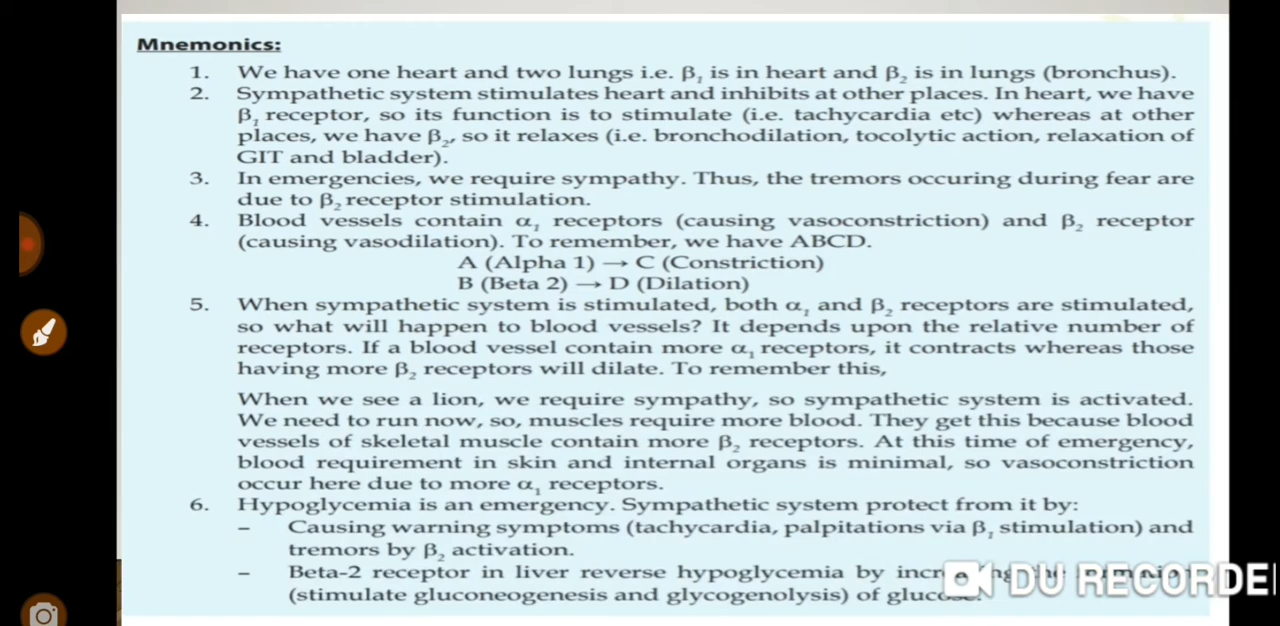 Mnemonics:
1. We have one heart and two lungs i.e. β₁ is in heart and β₂ is in lungs (bronchus).
2. Sympathetic system stimulates heart and inhibits at other places. In heart, we have
β₁ receptor, so its function is to stimulate (i.e. tachycardia etc) whereas at other
places, we have β₂, so it relaxes (i.e. bronchodilation, tocolytic action, relaxation of
GIT and bladder).
3. In emergencies, we require sympathy. Thus, the tremors occuring during fear are
due to β₂ receptor stimulation.
4. Blood vessels contain α₁ receptors (causing vasoconstriction) and β₂ receptor
(causing vasodilation). To remember, we have ABCD.
A (Alpha 1) → C (Constriction)
B (Beta 2) → D (Dilation)
5. When sympathetic system is stimulated, both α₁ and β₂ receptors are stimulated,
so what will happen to blood vessels? It depends upon the relative number of
receptors. If a blood vessel contain more α₁ receptors, it contracts whereas those
having more β₂ receptors will dilate. To remember this,
When we see a lion, we require sympathy, so sympathetic system is activated.
We need to run now, so, muscles require more blood. They get this because blood
vessels of skeletal muscle contain more β₂ receptors. At this time of emergency,
blood requirement in skin and internal organs is minimal, so vasoconstriction
occur here due to more α₁ receptors.
6. Hypoglycemia is an emergency. Sympathetic system protect from it by:
– Causing warning symptoms (tachycardia, palpitations via β₁ stimulation) and
tremors by β₂ activation.
– Beta-2 receptor in liver reverse hypoglycemia by
(stimulate gluconeogenesis and glycogenolysis) of glucose.
DU RECORDER